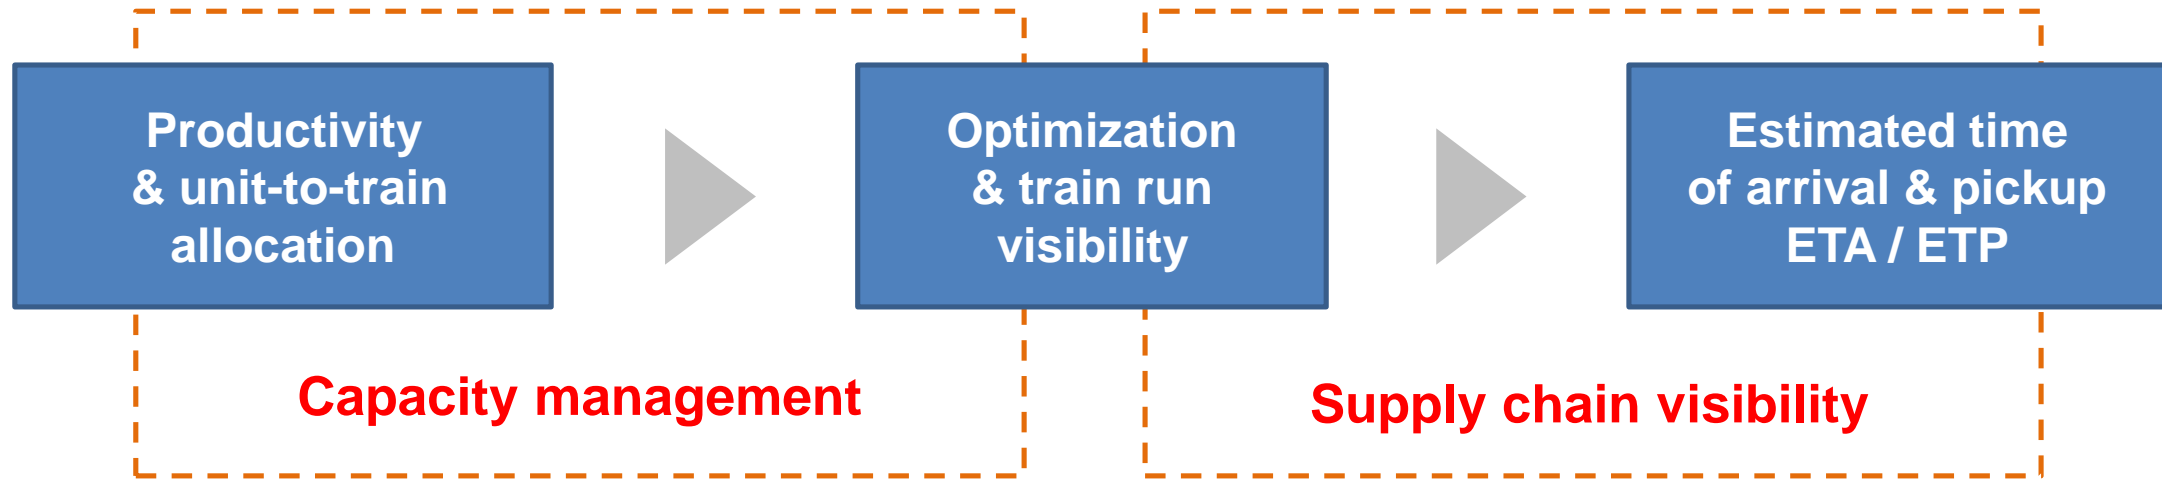 Productivity
& unit-to-train
allocation
Optimization
& train run
visibility
Estimated time
of arrival & pickup
ETA / ETP
Capacity management
Supply chain visibility